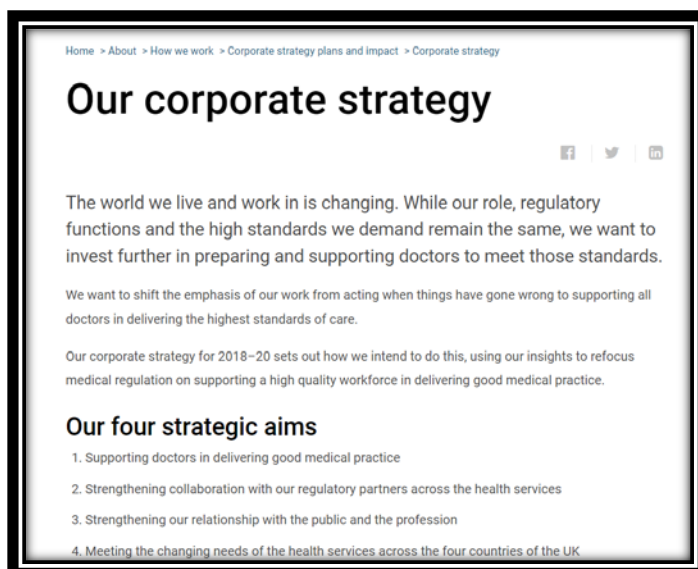 Home > About > How we work > Corporate strategy plans and impact > Corporate strategy
Our corporate strategy
The world we live and work in is changing. While our role, regulatory
functions and the high standards we demand remain the same, we want to
invest further in preparing and supporting doctors to meet those standards.
We want to shift the emphasis of our work from acting when things have gone wrong to supporting all
doctors in delivering the highest standards of care.
Our corporate strategy for 2018–20 sets out how we intend to do this, using our insights to refocus
medical regulation on supporting a high quality workforce in delivering good medical practice.
Our four strategic aims
1. Supporting doctors in delivering good medical practice
2. Strengthening collaboration with our regulatory partners across the health services
3. Strengthening our relationship with the public and the profession
4. Meeting the changing needs of the health services across the four countries of the UK